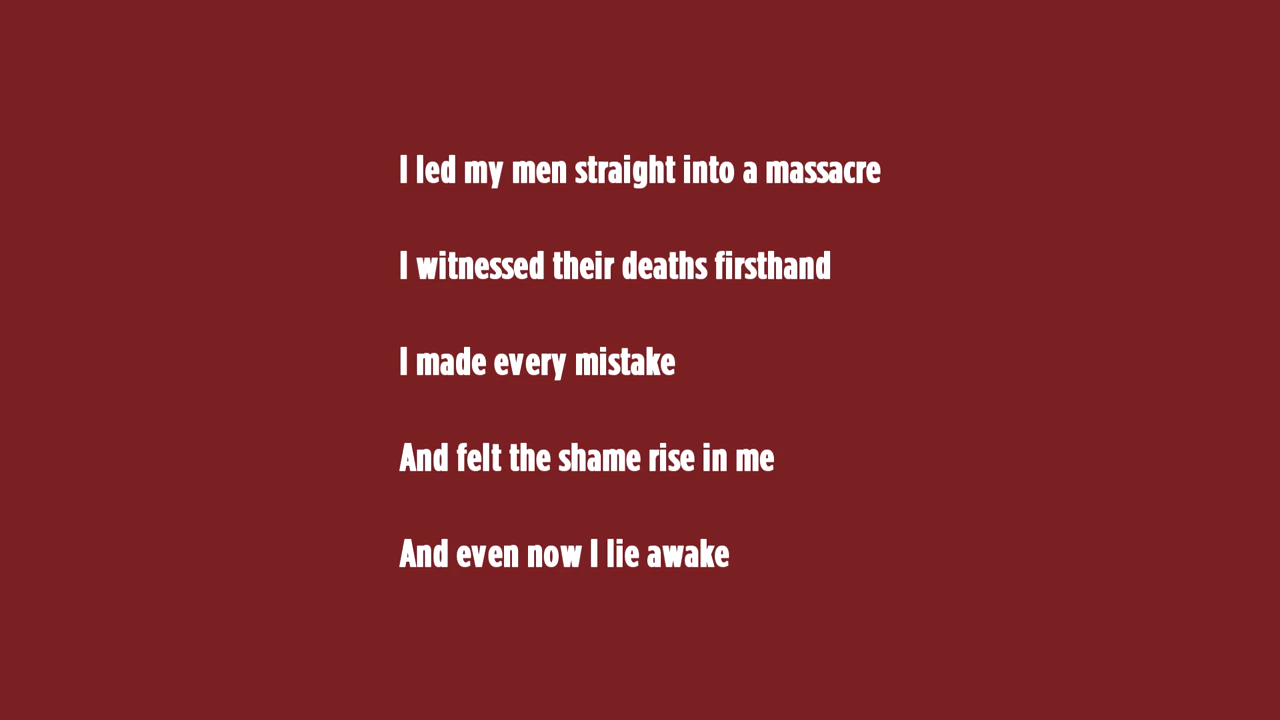 I led my men straight into a massacre
I witnessed their deaths firsthand
I made every mistake
And felt the shame rise in me
And even now I lie awake